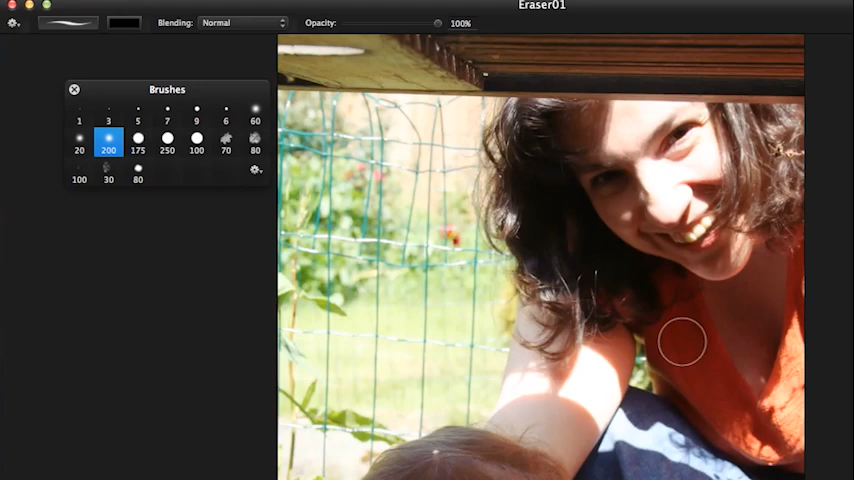 Eraser01
Blending: Normal Opacity: 100%
Brushes
1 3 5 7 9 6 60
20 200 175 250 100 70 80
100 30 80